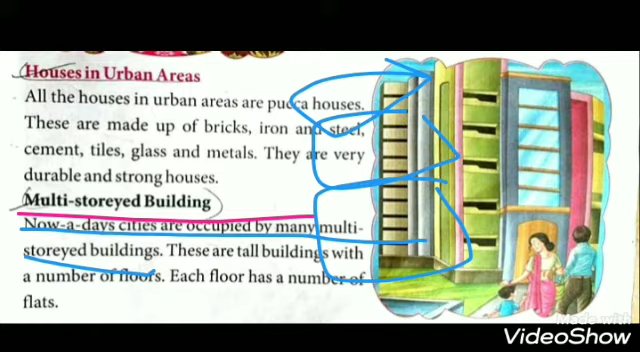 Houses in Urban Areas
All the houses in urban areas are pucca houses.
These are made up of bricks, iron and steel,
cement, tiles, glass and metals. They are very
durable and strong houses.
Multi-storeyed Building
Now-a-days cities are occupied by many multi-
storeyed buildings. These are tall buildings with
a number of floors. Each floor has a number of
flats.
Made with
VideoShow